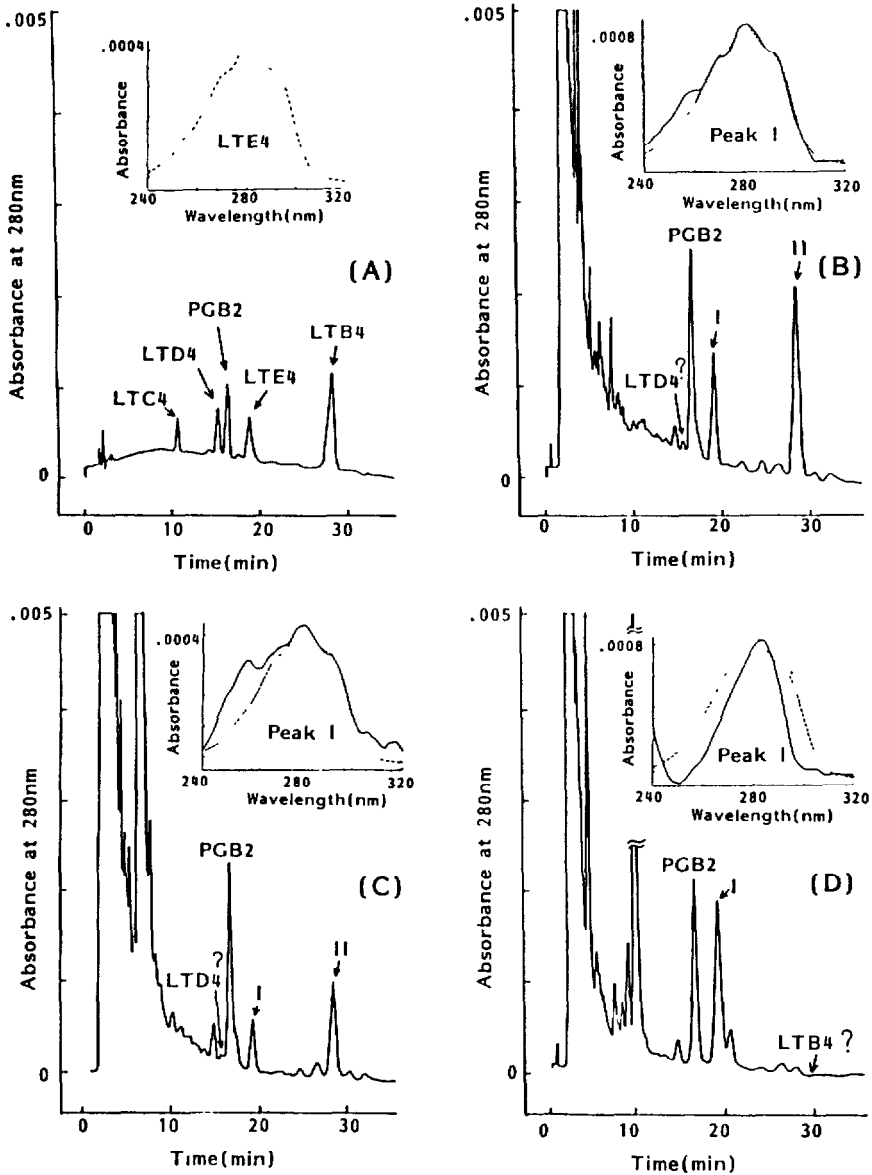 .005
.0004
Absorbance
LTE4
240 280 320
Wavelength(nm)
Absorbance at 280nm
(A)
PGB2
LTD4
LTB4
LTC4
LTE4
0
0 10 20 30
Time(min)
.005
.0008
Absorbance
Peak I
240 280 320
Wavelength(nm)
Absorbance at 280nm
PGB2
II
(B)
I
LTD4?
0
0 10 20 30
Time(min)
.005
.0004
Absorbance
Peak I
240 280 320
Wavelength(nm)
Absorbance at 280nm
PGB2
(C)
II
?
LTD4
I
0
0 10 20 30
Time(min)
.005
.0008
Absorbance
Peak I
240 280 320
Wavelength(nm)
Absorbance at 280nm
PGB2
I
(D)
LTB4 ?
0
0 10 20 30
Time(min)